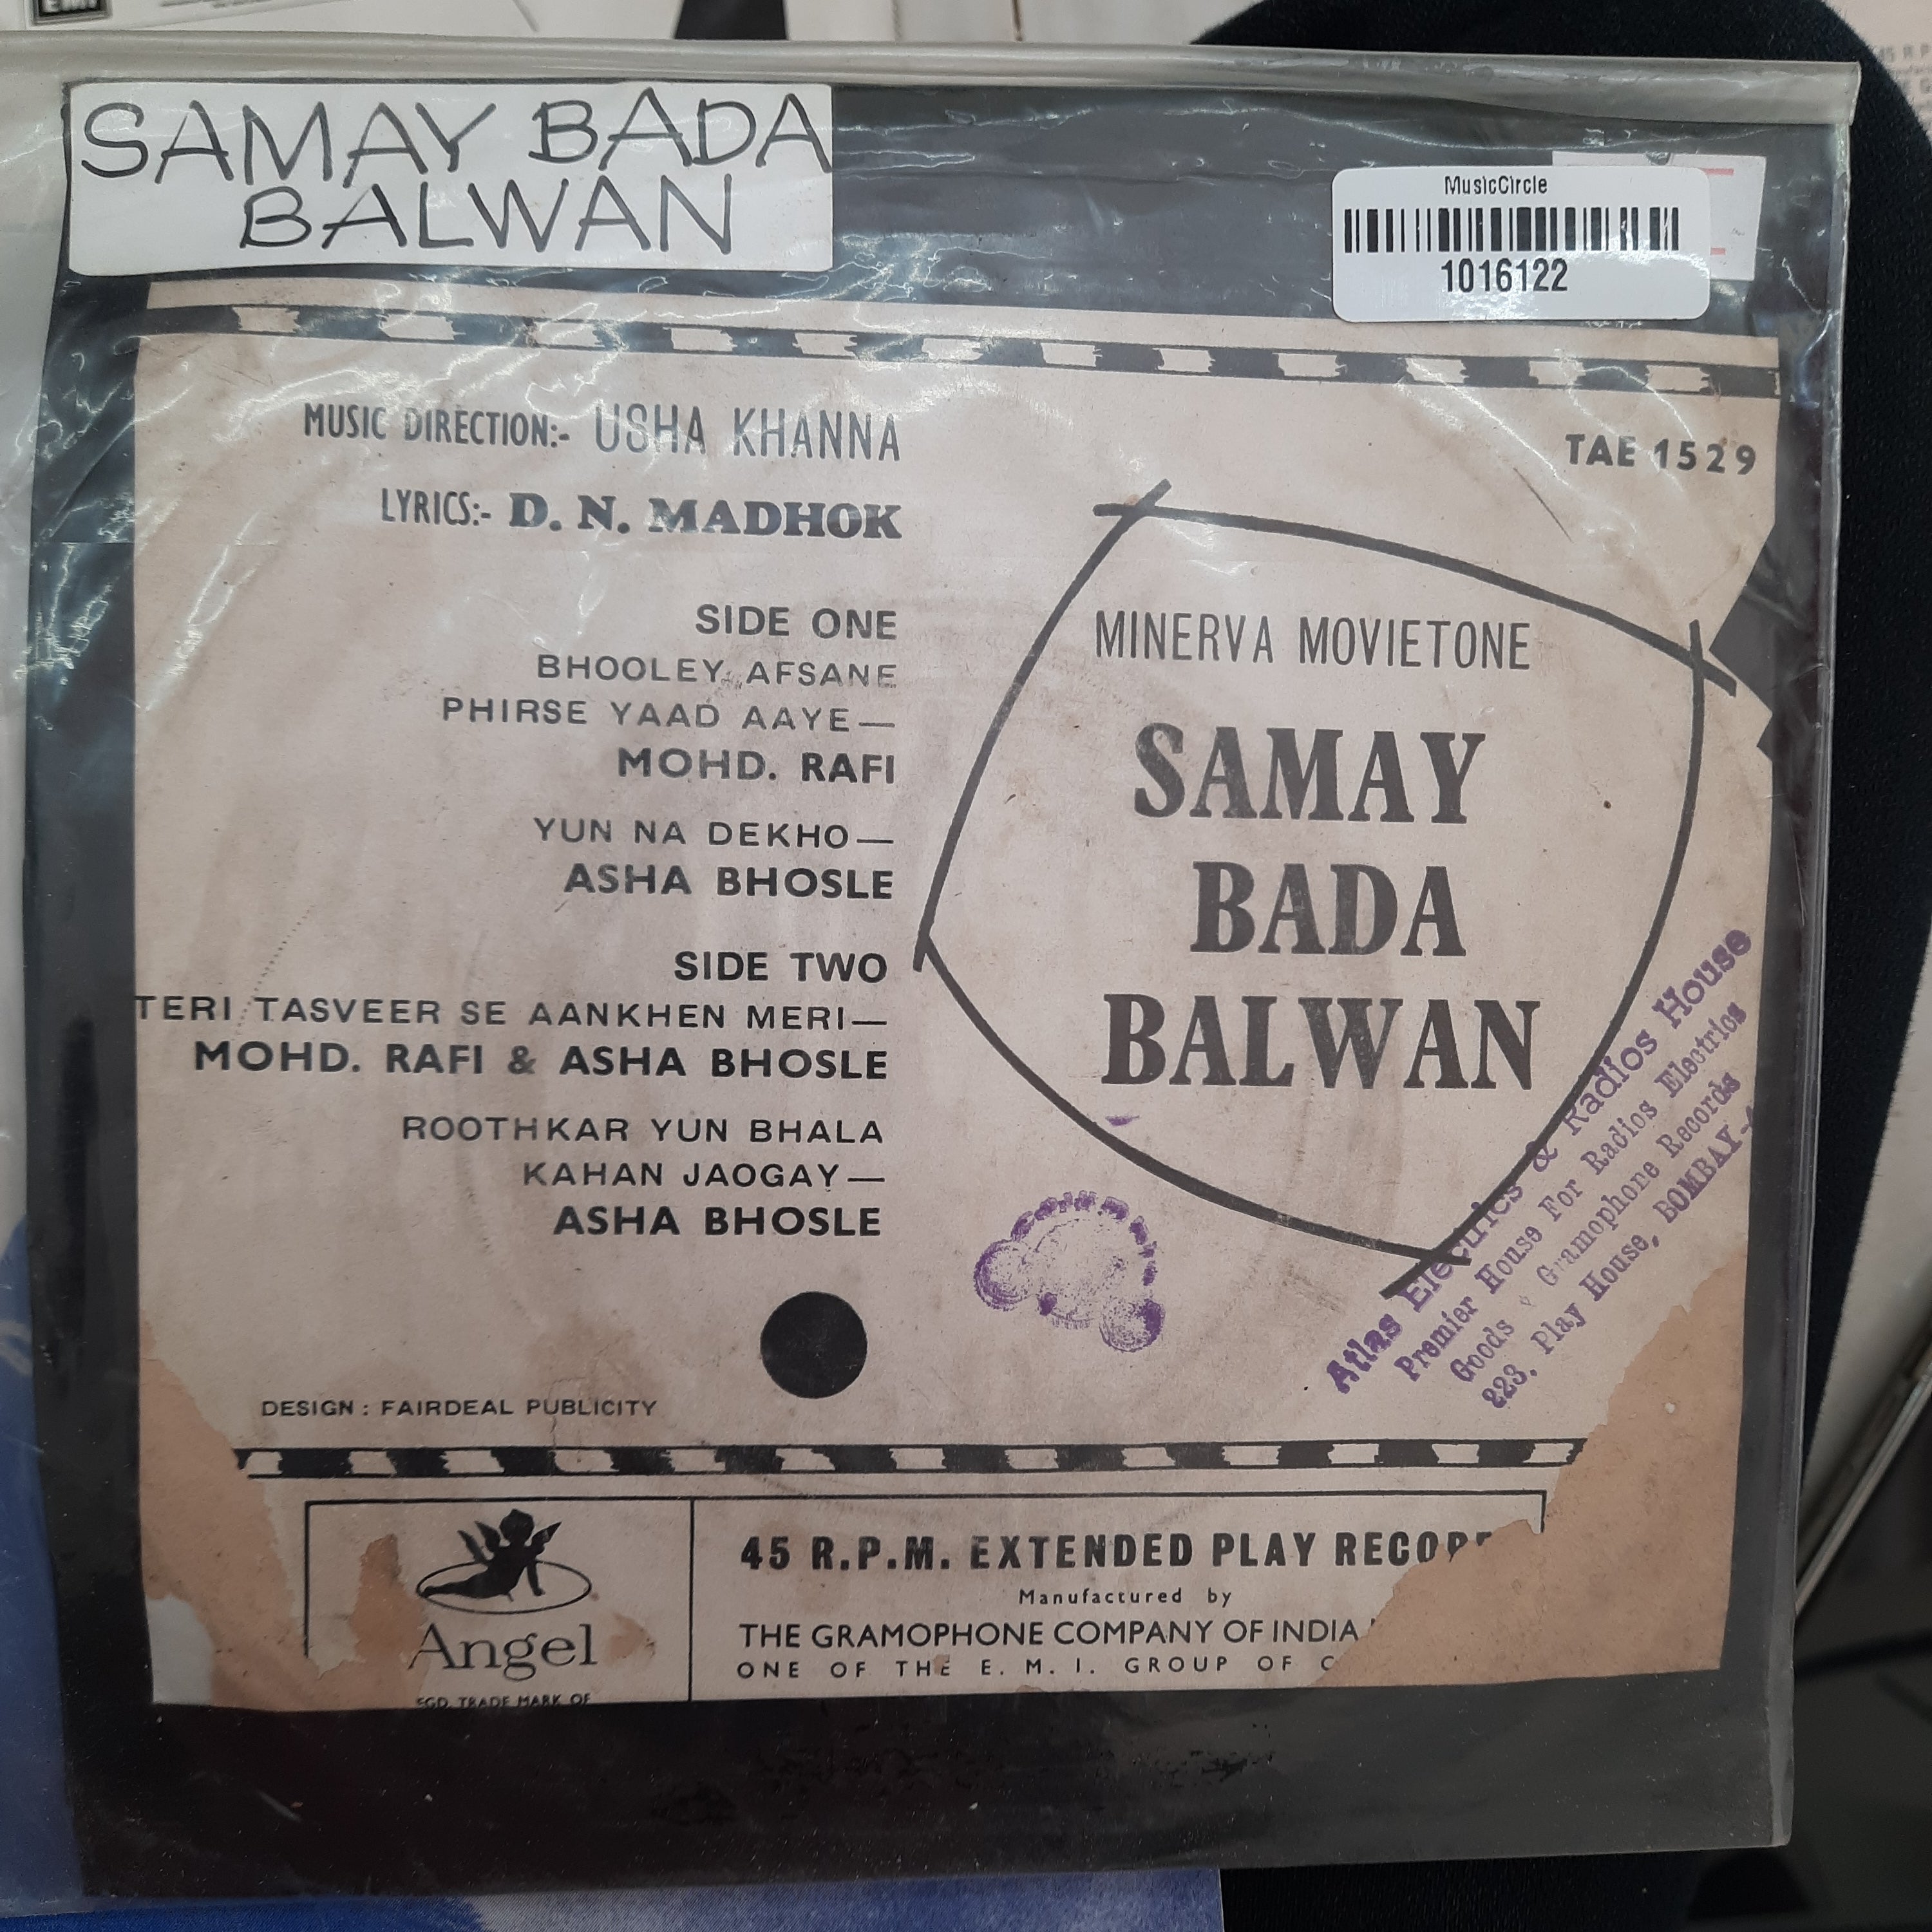 SAMAY BADA
BALWAN
MusicCircle
1016122
MUSIC DIRECTION:- USHA KHANNA
LYRICS:- D. N. MADHOK
TAE 1529
SIDE ONE
BHOOLEY AFSANE
PHIRSE YAAD AAYE—
MOHD. RAFI
YUN NA DEKHO—
ASHA BHOSLE
SIDE TWO
TERI TASVEER SE AANKHEN MERI—
MOHD. RAFI & ASHA BHOSLE
ROOTHKAR YUN BHALA
KAHAN JAOGAY—
ASHA BHOSLE
MINERVA MOVIETONE
SAMAY
BADA
BALWAN
Atlas Electrics & Radios House
Premier House For Radios Electrics
Goods & Gramophone Records
223, Play House, BOMBAY-
DESIGN : FAIRDEAL PUBLICITY
Angel
TRADE MARK OF
45 R.P.M. EXTENDED PLAY RECORD
Manufactured by
THE GRAMOPHONE COMPANY OF INDIA
ONE OF THE E. M. I. GROUP OF